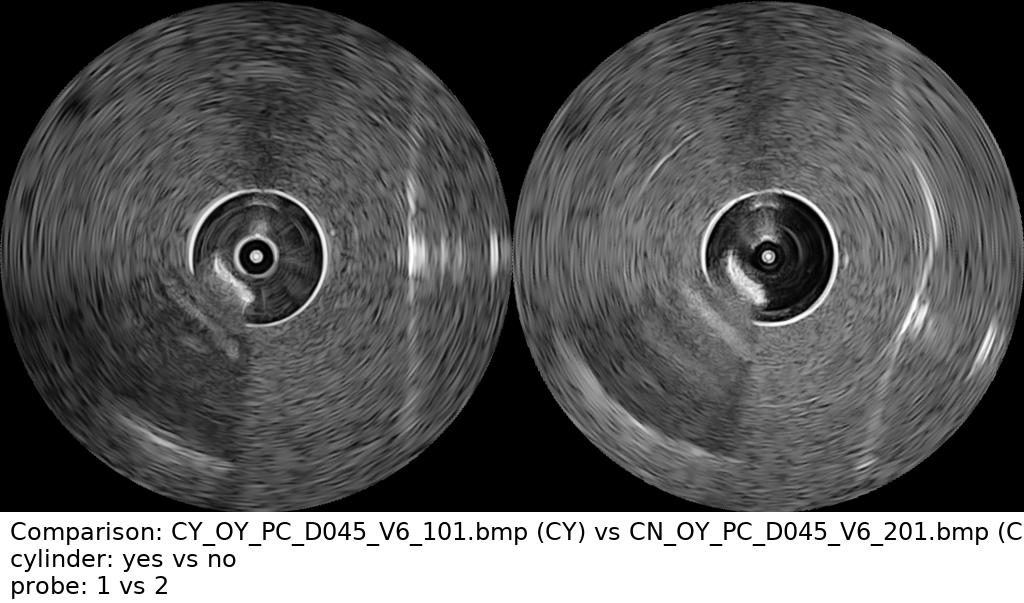 Comparison: CY_OY_PC_D045_V6_101.bmp (CY) vs CN_OY_PC_D045_V6_201.bmp (C
cylinder: yes vs no
probe: 1 vs 2